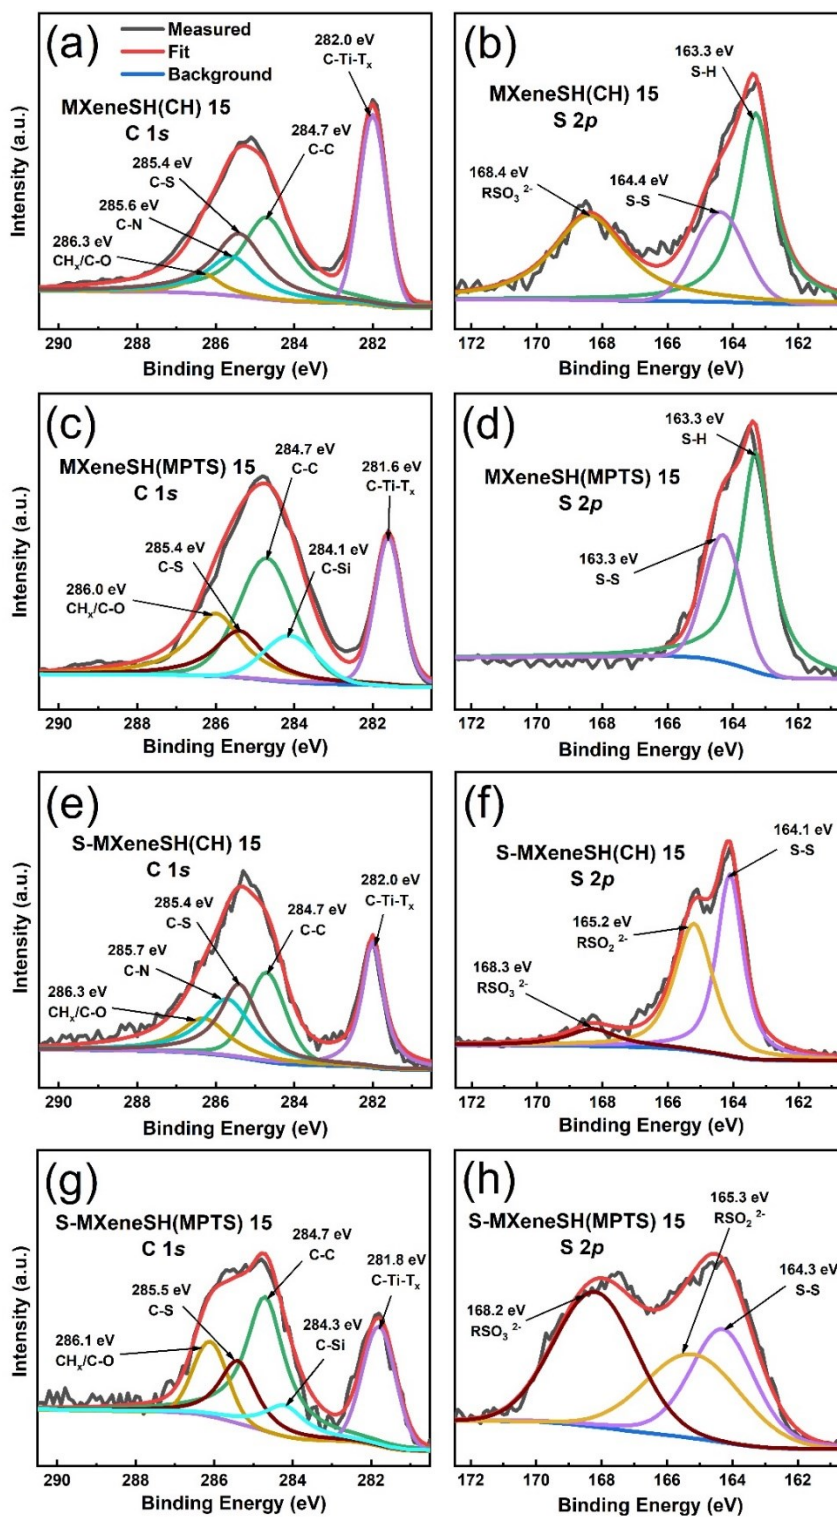 (a)
Measured
Fit
Background
MXeneSH(CH) 15
C 1s
282.0 eV
C-Ti-Tₓ
284.7 eV
C-C
285.4 eV
C-S
285.6 eV
C-N
286.3 eV
CHₓ/C-O
Intensity (a.u.)
290 288 286 284 282
Binding Energy (eV)
(b)
MXeneSH(CH) 15
S 2p
163.3 eV
S-H
168.4 eV
RSO₃ ²⁻
164.4 eV
S-S
172 170 168 166 164 162
Binding Energy (eV)
(c)
MXeneSH(MPTS) 15
C 1s
284.7 eV
C-C
281.6 eV
C-Ti-Tₓ
285.4 eV
C-S
284.1 eV
C-Si
286.0 eV
CHₓ/C-O
Intensity (a.u.)
290 288 286 284 282
Binding Energy (eV)
(d)
163.3 eV
S-H
MXeneSH(MPTS) 15
S 2p
163.3 eV
S-S
172 170 168 166 164 162
Binding Energy (eV)
(e)
S-MXeneSH(CH) 15
C 1s
285.4 eV
C-S
284.7 eV
C-C
282.0 eV
C-Ti-Tₓ
285.7 eV
C-N
286.3 eV
CHₓ/C-O
Intensity (a.u.)
290 288 286 284 282
Binding Energy (eV)
(f)
S-MXeneSH(CH) 15
S 2p
164.1 eV
S-S
165.2 eV
RSO₂ ²⁻
168.3 eV
RSO₃ ²⁻
172 170 168 166 164 162
Binding Energy (eV)
(g)
S-MXeneSH(MPTS) 15
C 1s
284.7 eV
C-C
281.8 eV
C-Ti-Tₓ
285.5 eV
C-S
284.3 eV
C-Si
286.1 eV
CHₓ/C-O
Intensity (a.u.)
290 288 286 284 282
Binding Energy (eV)
(h)
S-MXeneSH(MPTS) 15
S 2p
165.3 eV
RSO₂ ²⁻
164.3 eV
S-S
168.2 eV
RSO₃ ²⁻
172 170 168 166 164 162
Binding Energy (eV)